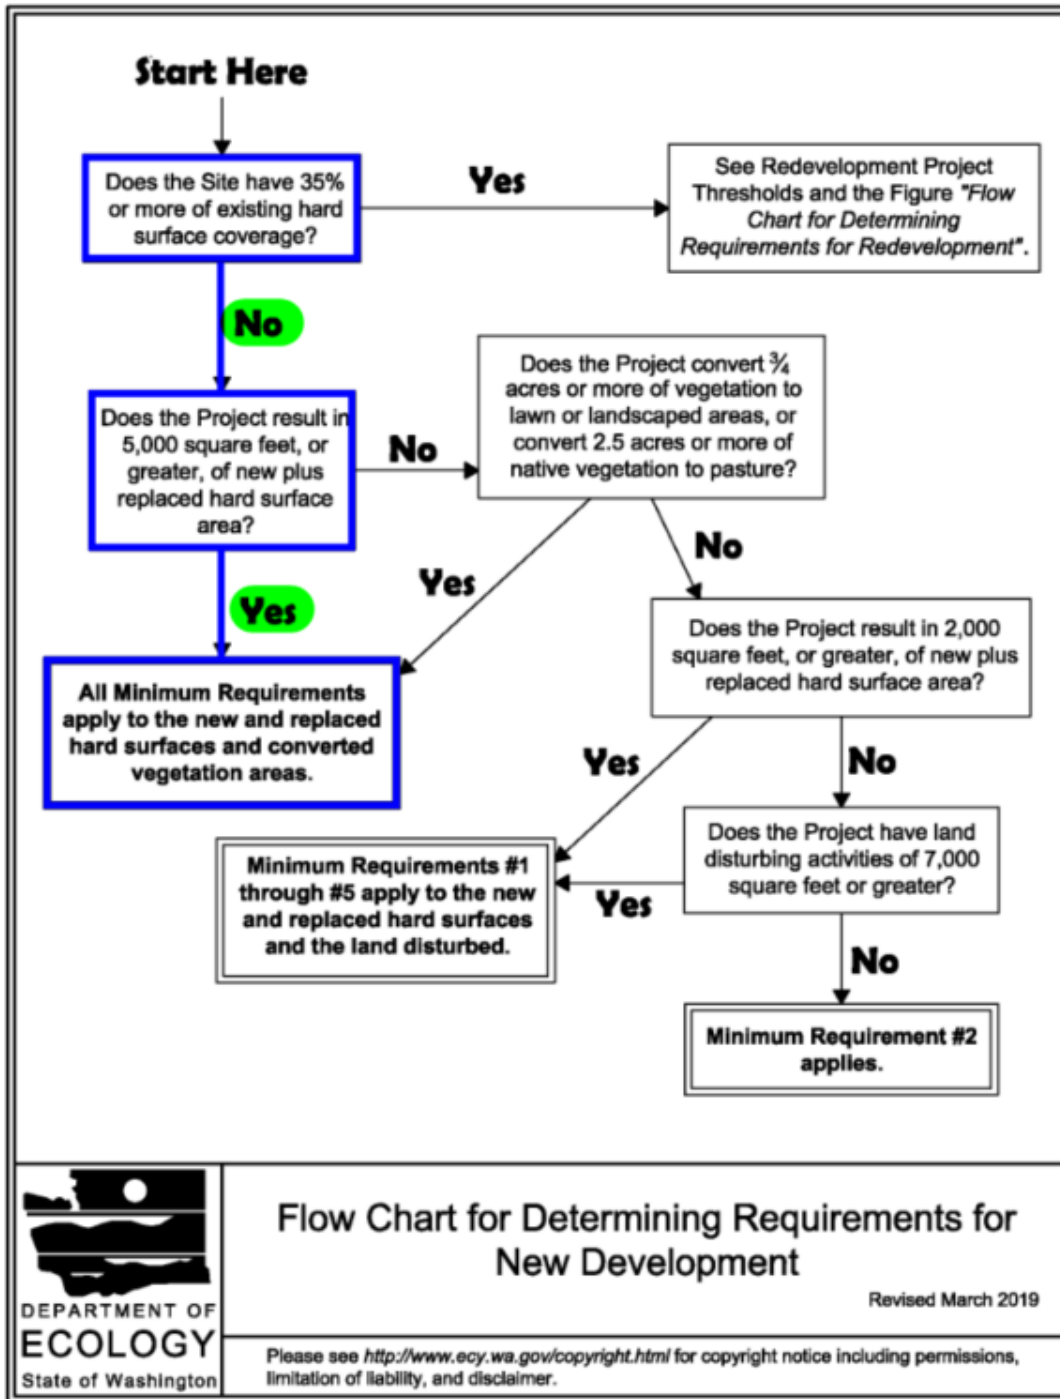 Start Here
Does the Site have 35%
or more of existing hard
surface coverage?
Yes
See Redevelopment Project
Thresholds and the Figure "Flow
Chart for Determining
Requirements for Redevelopment".
No
Does the Project result in
5,000 square feet, or
greater, of new plus
replaced hard surface
area?
No
Does the Project convert ¾
acres or more of vegetation to
lawn or landscaped areas, or
convert 2.5 acres or more of
native vegetation to pasture?
Yes
Yes
No
All Minimum Requirements
apply to the new and replaced
hard surfaces and converted
vegetation areas.
Does the Project result in 2,000
square feet, or greater, of new plus
replaced hard surface area?
Yes
No
Minimum Requirements #1
through #5 apply to the new
and replaced hard surfaces
and the land disturbed.
Yes
Does the Project have land
disturbing activities of 7,000
square feet or greater?
No
Minimum Requirement #2
applies.
DEPARTMENT OF
ECOLOGY
State of Washington
Flow Chart for Determining Requirements for
New Development
Revised March 2019
Please see http://www.ecy.wa.gov/copyright.html for copyright notice including permissions,
limitation of liability, and disclaimer.